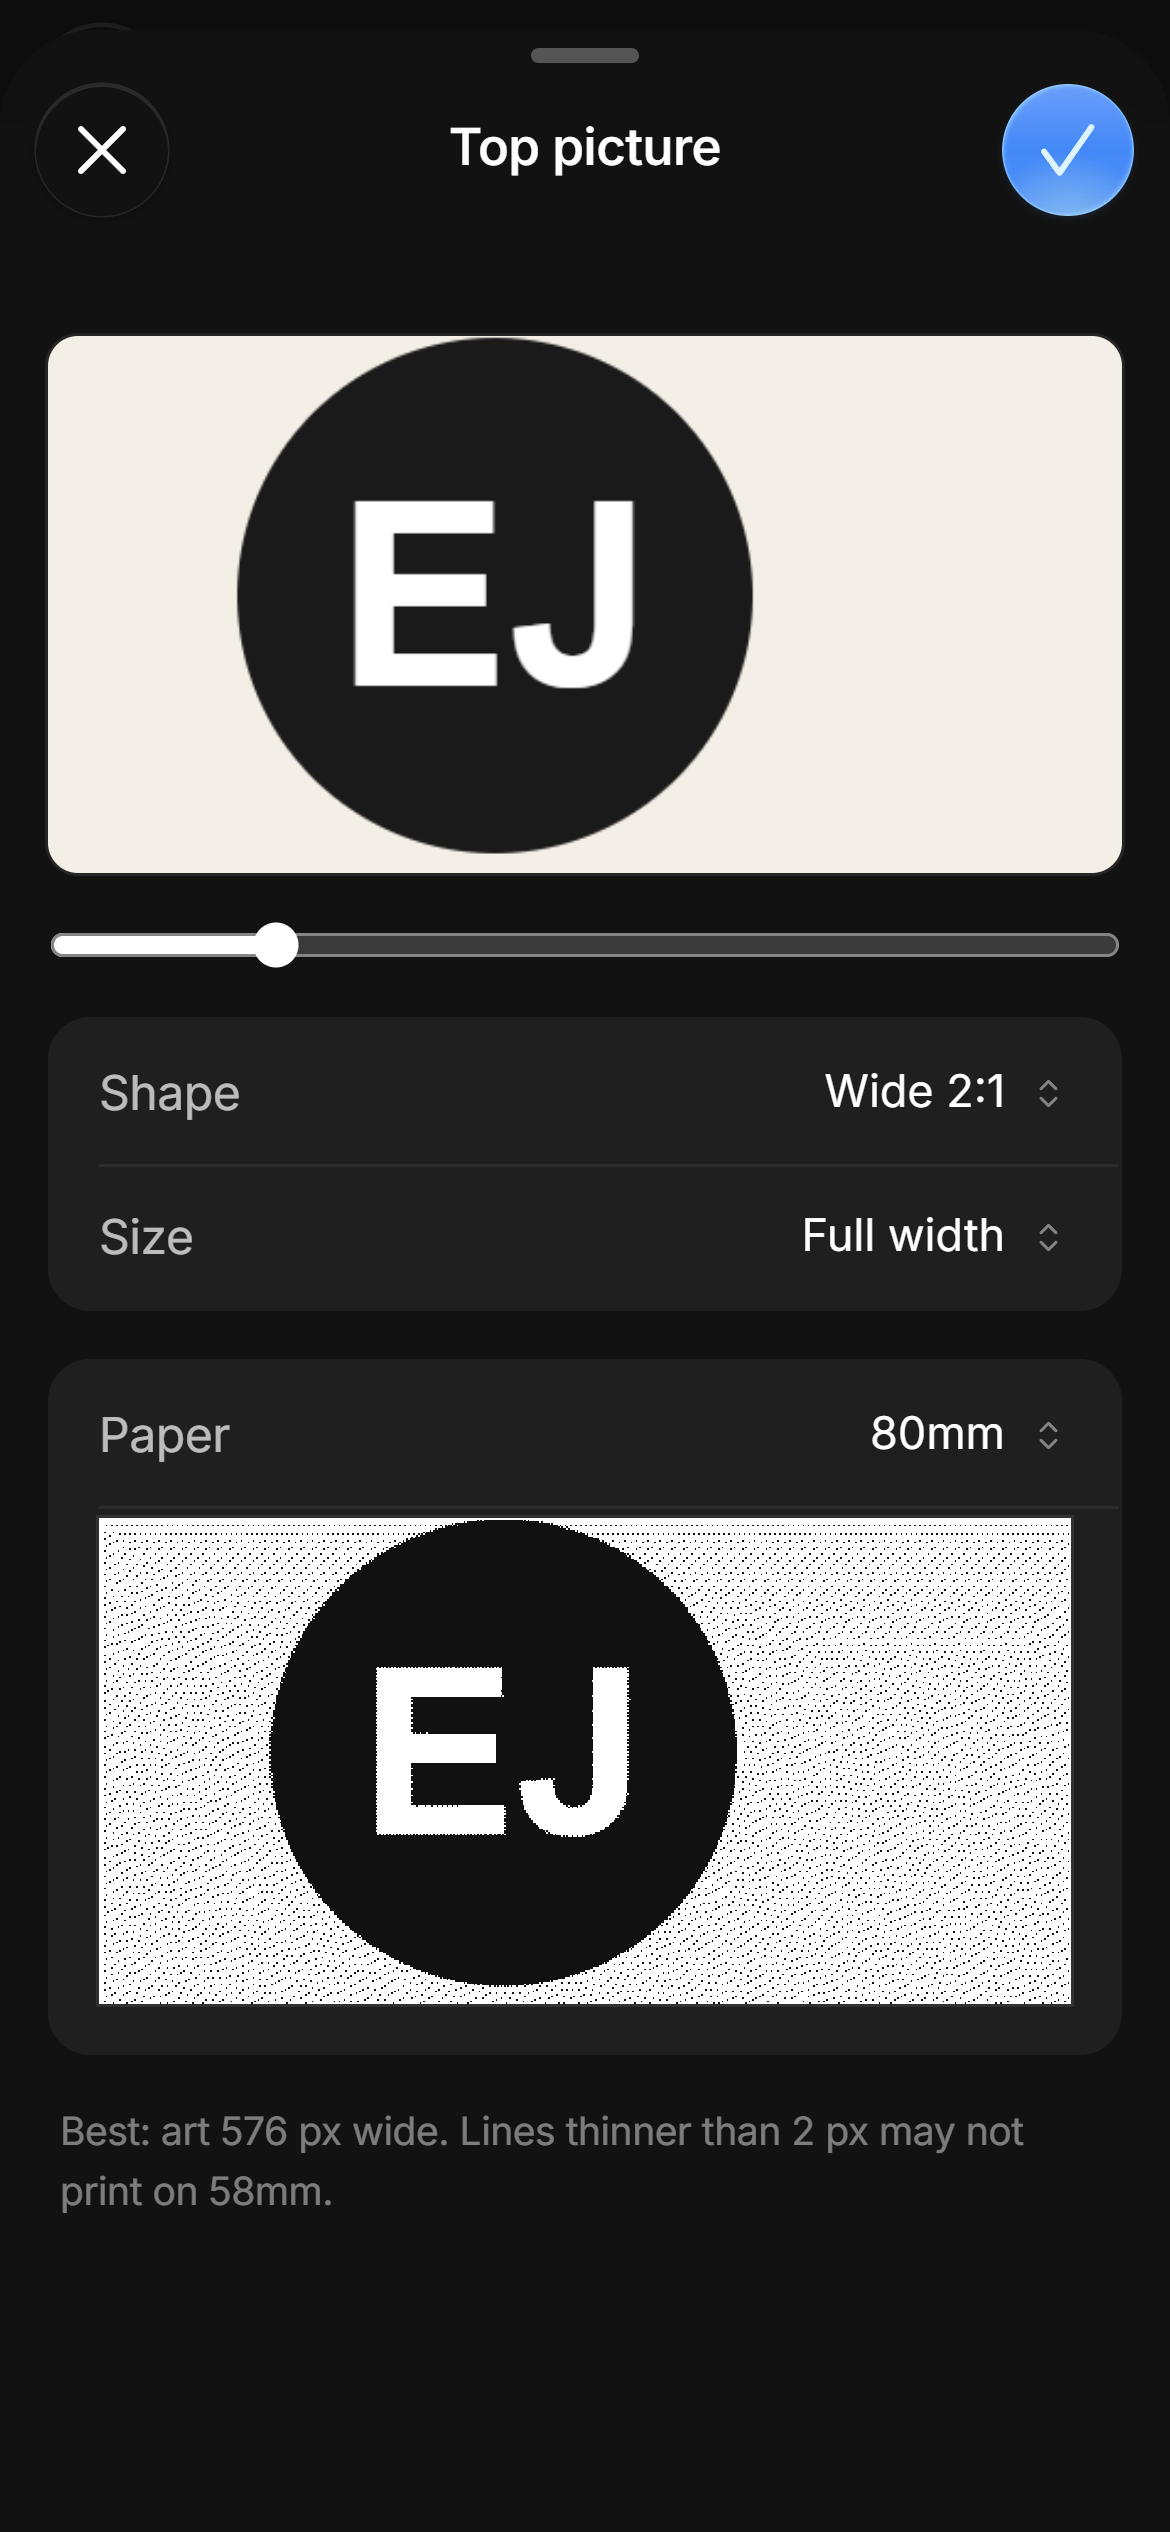 Top picture
EJ
Shape Wide 2:1
Size Full width
Paper 80mm
EJ
Best: art 576 px wide. Lines thinner than 2 px may not
print on 58mm.